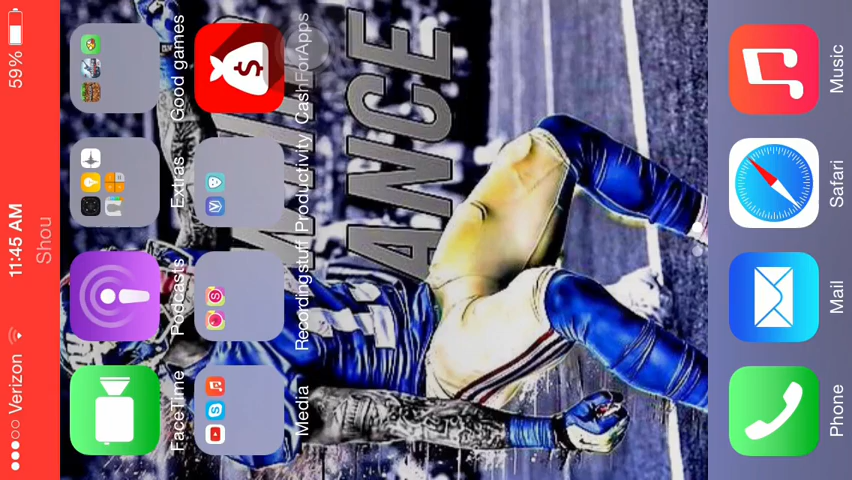 Verizon 11:45 AM 59%
Shou
FaceTime Podcasts Extras Good games
Media Recordingstuff Productivity CashForApps
ANCE
Phone Mail Safari Music